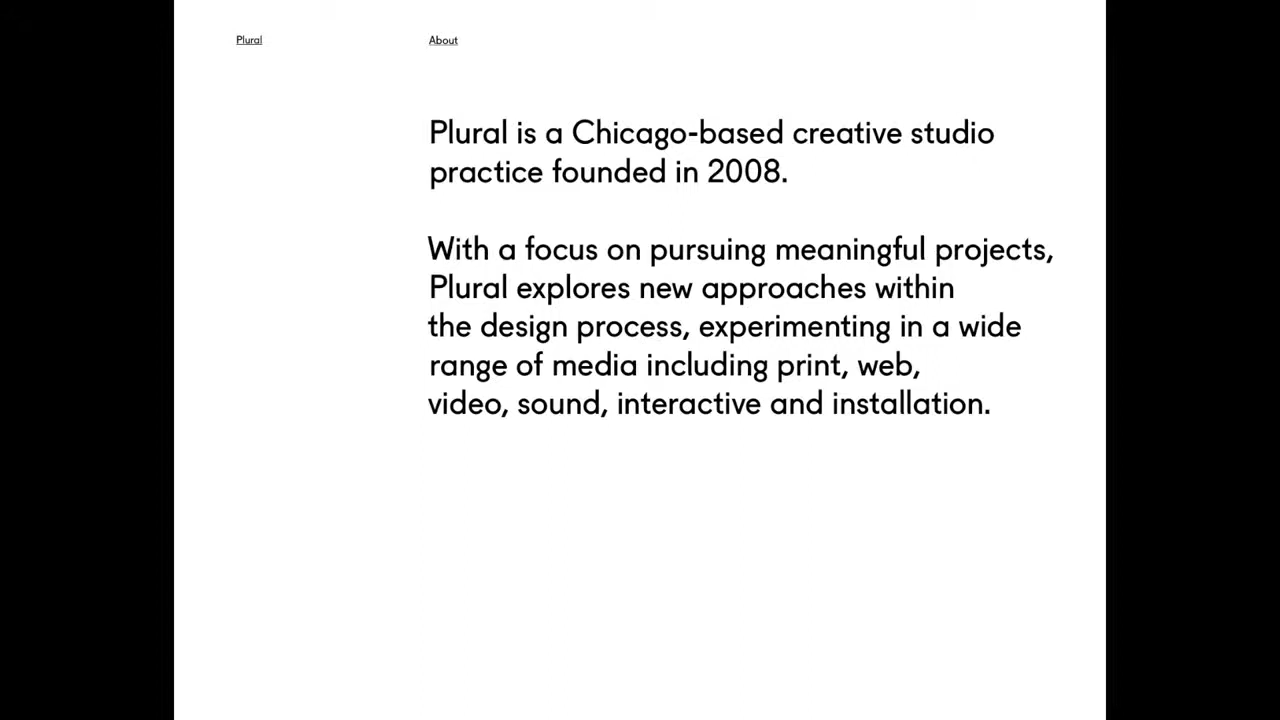 Plural
About
Plural is a Chicago-based creative studio
practice founded in 2008.
With a focus on pursuing meaningful projects,
Plural explores new approaches within
the design process, experimenting in a wide
range of media including print, web,
video, sound, interactive and installation.